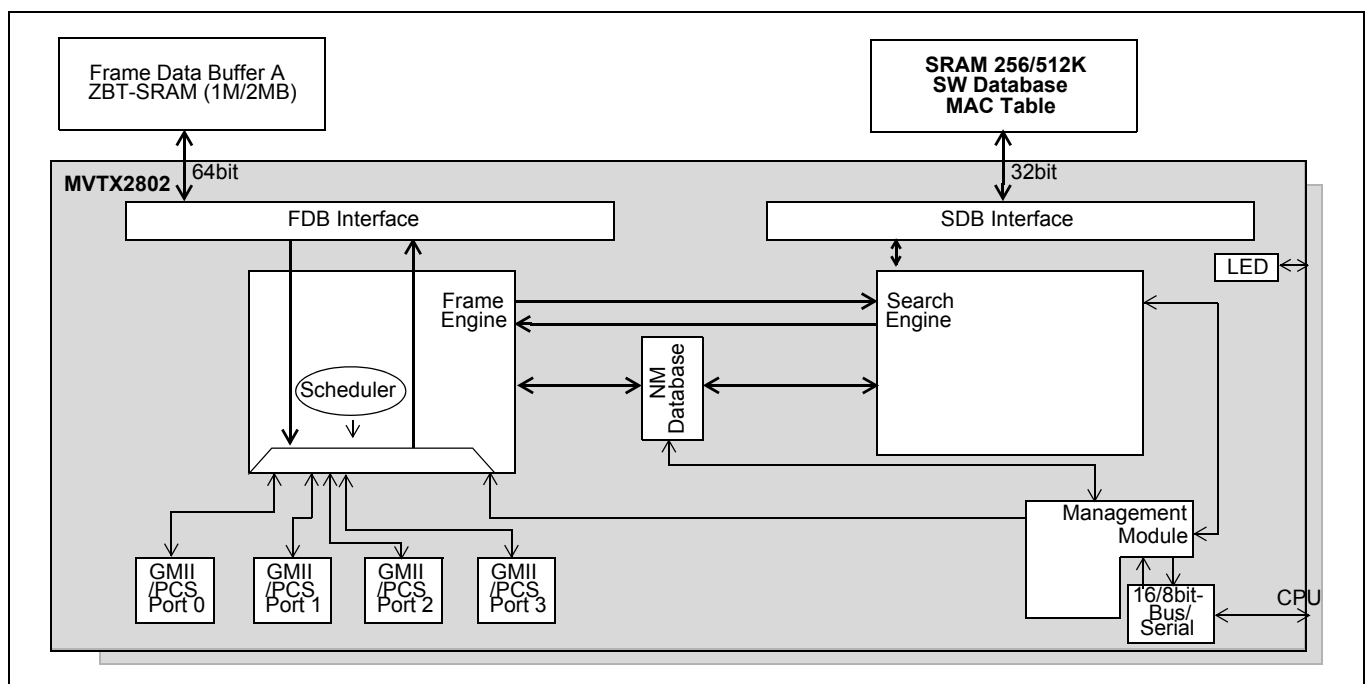 Frame Data Buffer A
ZBT-SRAM (1M/2MB)
SRAM 256/512K
SW Database
MAC Table
64bit
32bit
MVTX2802
FDB Interface
SDB Interface
LED
Frame
Engine
Search
Engine
NM
Database
Scheduler
Management
Module
GMII
/PCS
Port 0
GMII
/PCS
Port 1
GMII
/PCS
Port 2
GMII
/PCS
Port 3
16/8bit-
Bus/
Serial
CPU